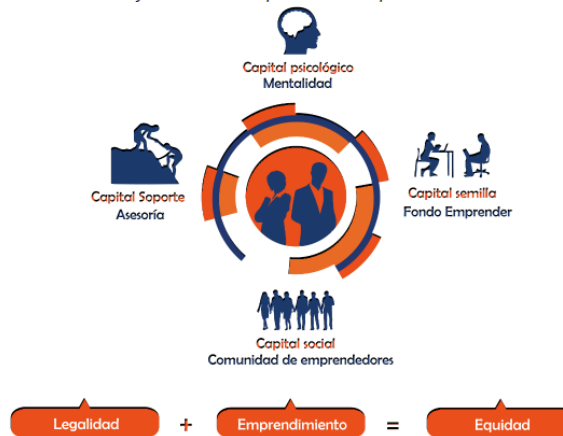 Capital psicológico
Mentalidad
Capital Soporte
Asesoría
Capital semilla
Fondo Emprender
Capital social
Comunidad de emprendedores
Legalidad + Emprendimiento = Equidad